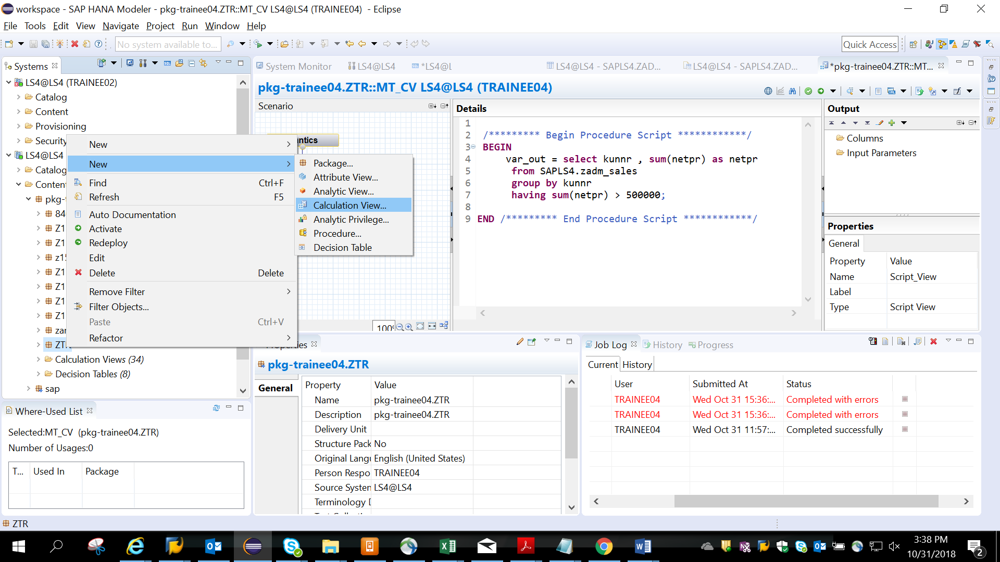 workspace - SAP HANA Modeler - pkg-trainee04.ZTR::MT_CV LS4@LS4 (TRAINEE04) - Eclipse
File Tools Edit View Navigate Project Run Window Help
No system available to...
Quick Access
Systems
LS4@LS4 (TRAINEE02)
Catalog
Content
Provisioning
Security
LS4@LS4
Catalog
Content
pkg-t
84
Z1
Z1
z15
Z1
Z1
Z1
Z1
zar
ZTR
Calculation Views (34)
Decision Tables (8)
sap
New
New
Find Ctrl+F
Refresh F5
Auto Documentation
Activate
Redeploy
Edit
Delete Delete
Remove Filter
Filter Objects...
Paste Ctrl+V
Refactor
Package...
Attribute View...
Analytic View...
Calculation View...
Analytic Privilege...
Procedure...
Decision Table
System Monitor LS4@LS4 *LS4@L LS4@LS4 - SAPLS4.ZAD... LS4@LS4 - SAPLS4.ZAD... *pkg-trainee04.ZTR::MT...
pkg-trainee04.ZTR::MT_CV LS4@LS4 (TRAINEE04)
Scenario
ntics
100%
Details
1
2 /********* Begin Procedure Script ************/
3 BEGIN
4 var_out = select kunnr , sum(netpr) as netpr
5 from SAPLS4.zadm_sales
6 group by kunnr
7 having sum(netpr) > 500000;
8
9 END /********* End Procedure Script ************/
Output
Columns
Input Parameters
Properties
General
Property Value
Name Script_View
Label
Type Script View
Where-Used List
Selected:MT_CV (pkg-trainee04.ZTR)
Number of Usages:0
T... Used In Package
Properties
pkg-trainee04.ZTR
General
Property Value
Name pkg-trainee04.ZTR
Description pkg-trainee04.ZTR
Delivery Unit
Structure Pack No
Original Langu English (United States)
Person Respo TRAINEE04
Source System LS4@LS4
Terminology D
Job Log History Progress
Current History
User Submitted At Status
TRAINEE04 Wed Oct 31 15:36:... Completed with errors
TRAINEE04 Wed Oct 31 15:36:... Completed with errors
TRAINEE04 Wed Oct 31 11:57:... Completed successfully
ZTR
3:38 PM
10/31/2018
2